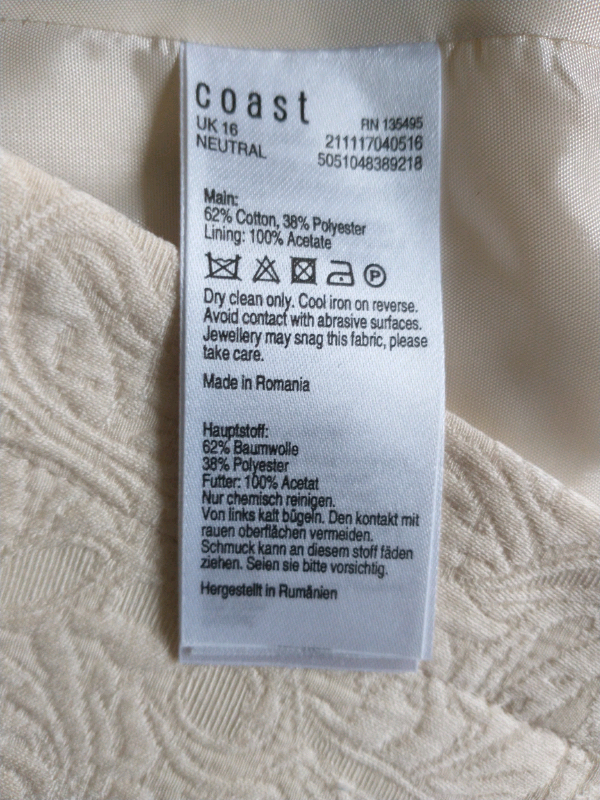 coast
UK 16
NEUTRAL
RN 135495
211117040516
5051048389218
Main:
62% Cotton, 38% Polyester
Lining: 100% Acetate
P
Dry clean only. Cool iron on reverse.
Avoid contact with abrasive surfaces.
Jewellery may snag this fabric, please
take care.
Made in Romania
Hauptstoff:
62% Baumwolle
38% Polyester
Futter: 100% Acetat
Nur chemisch reinigen.
Von links kalt bügeln. Den kontakt mit
rauen oberflächen vermeiden.
Schmuck kann an diesem stoff fäden
ziehen. Seien sie bitte vorsichtig.
Hergestellt in Rumänien